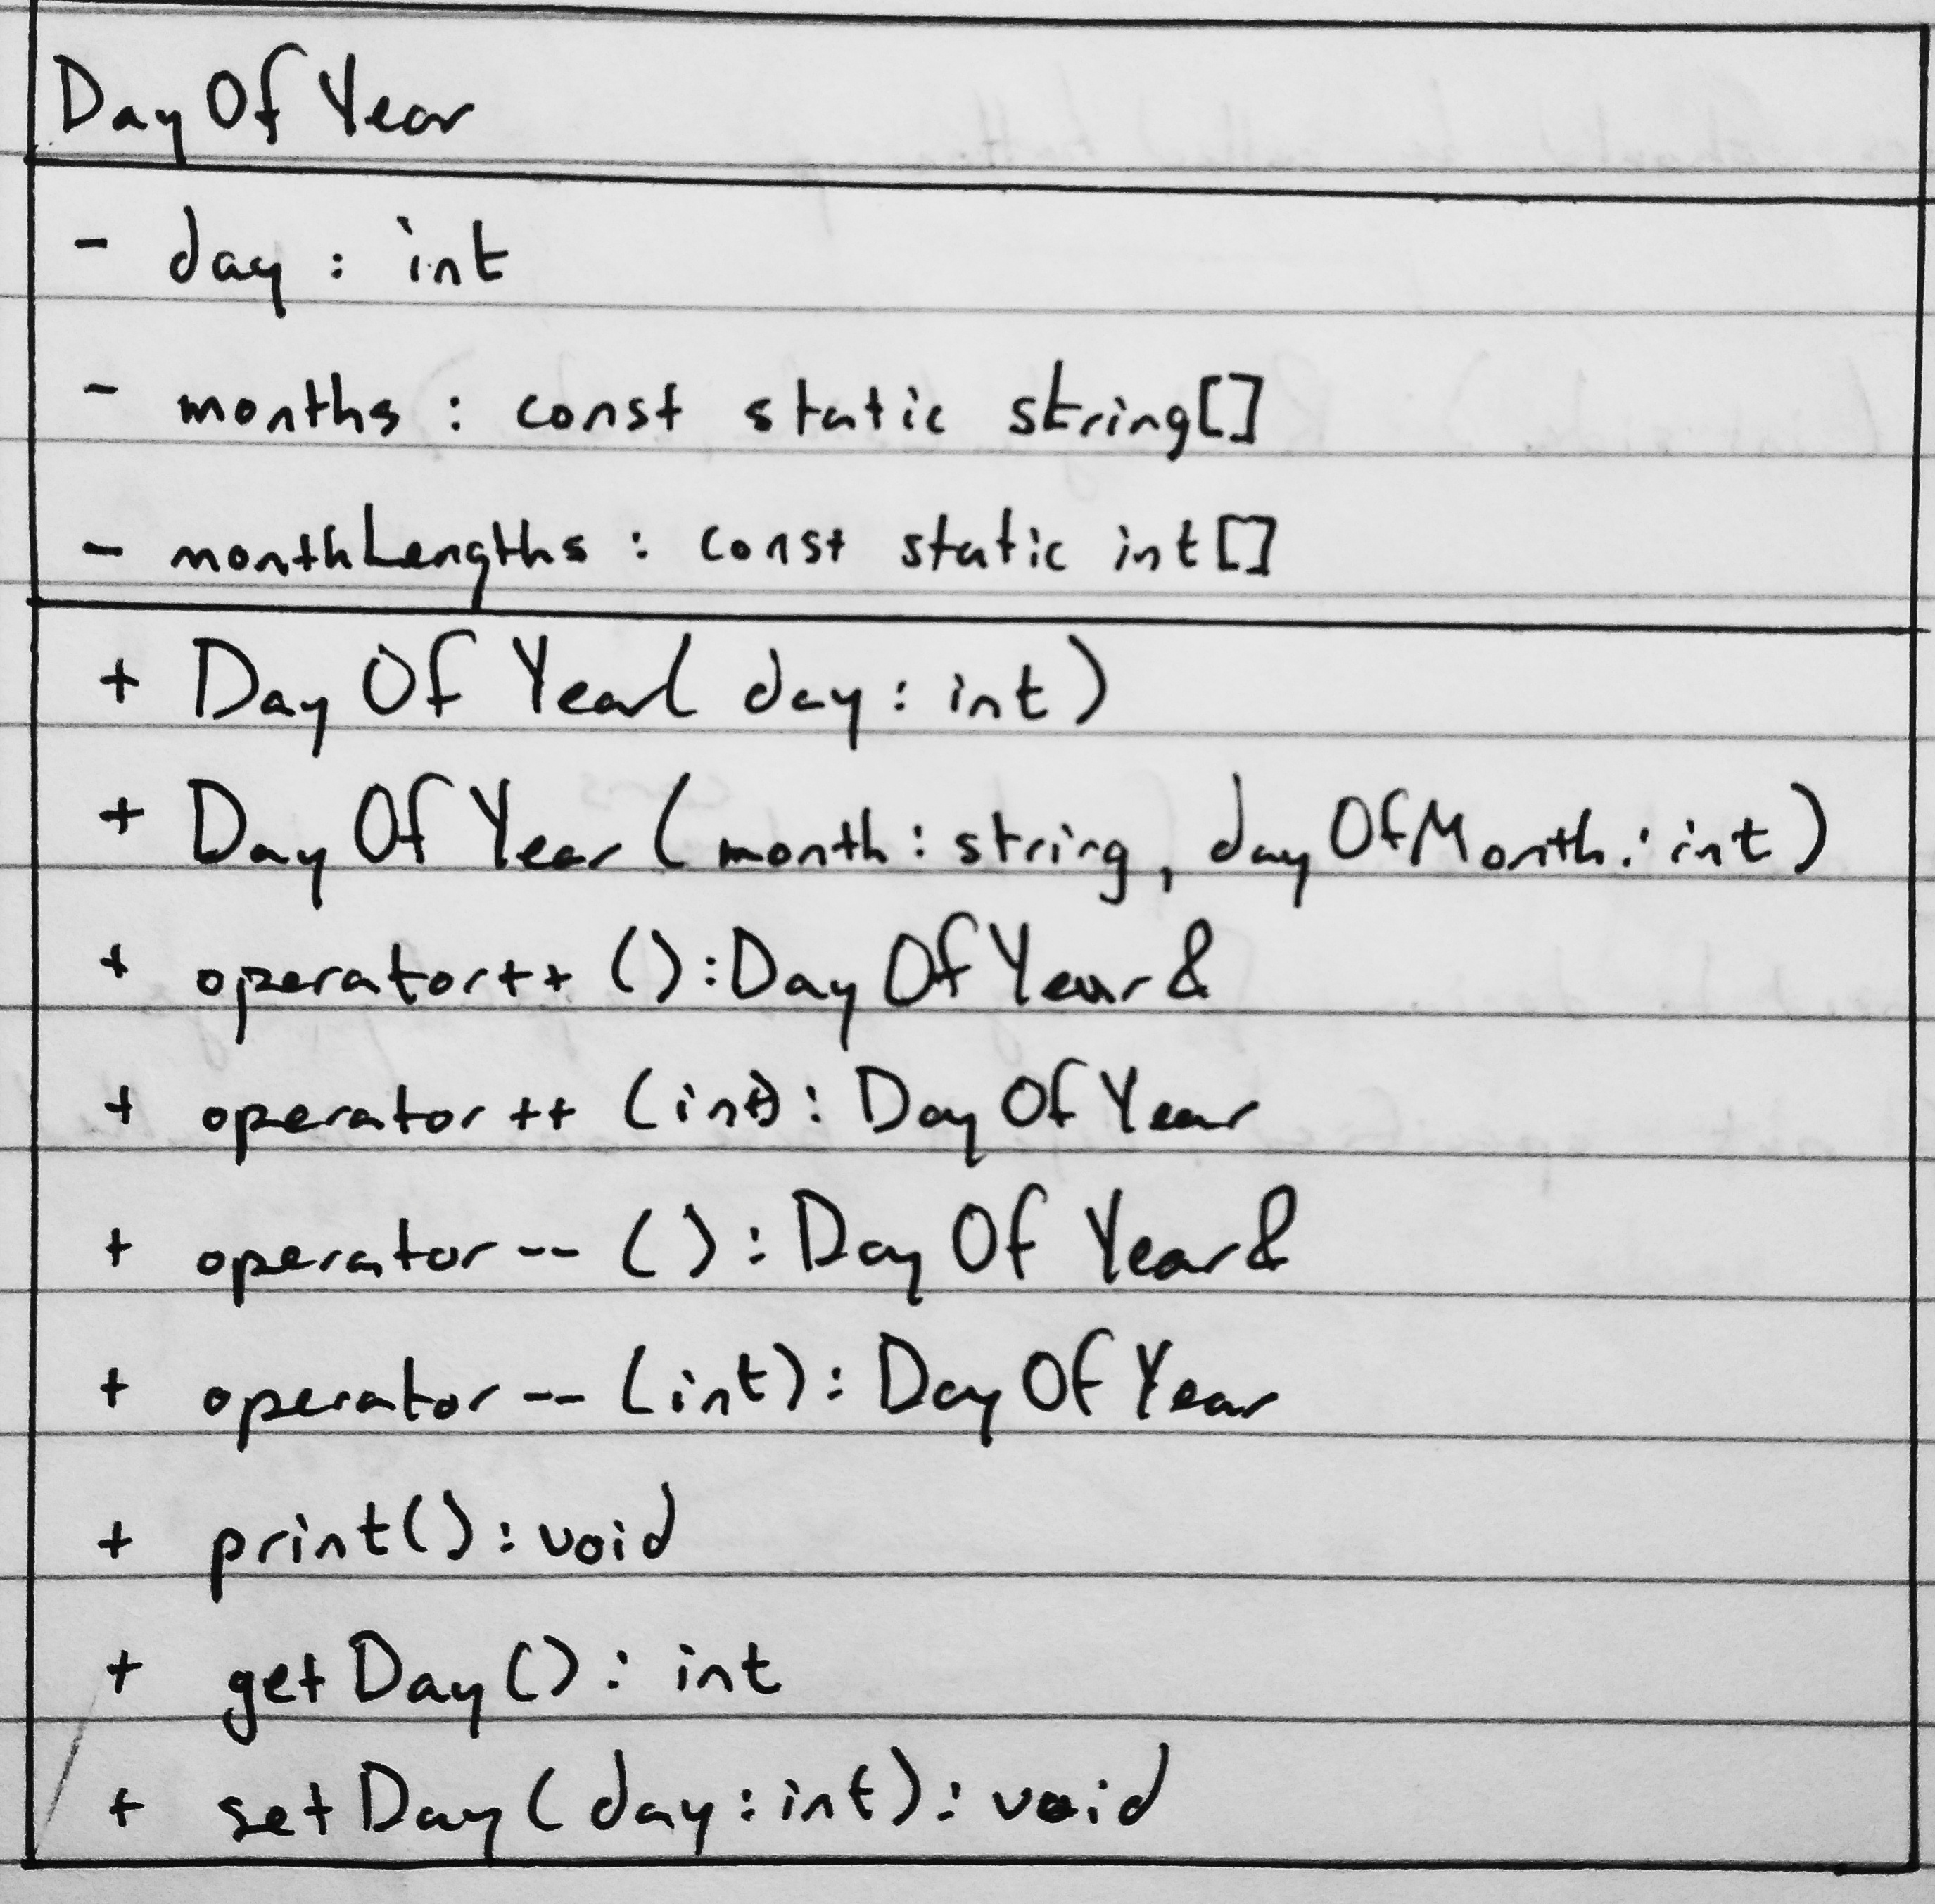 DayOfYear
- day : int
- months : const static string[]
- monthLengths : const static int[]
+ DayOfYear(day : int)
+ DayOfYear(month : string, dayOfMonth : int)
+ operator++ () : DayOfYear&
+ operator++ (int) : DayOfYear
+ operator-- () : DayOfYear&
+ operator-- (int) : DayOfYear
+ print() : void
+ getDay() : int
+ setDay(day : int) : void